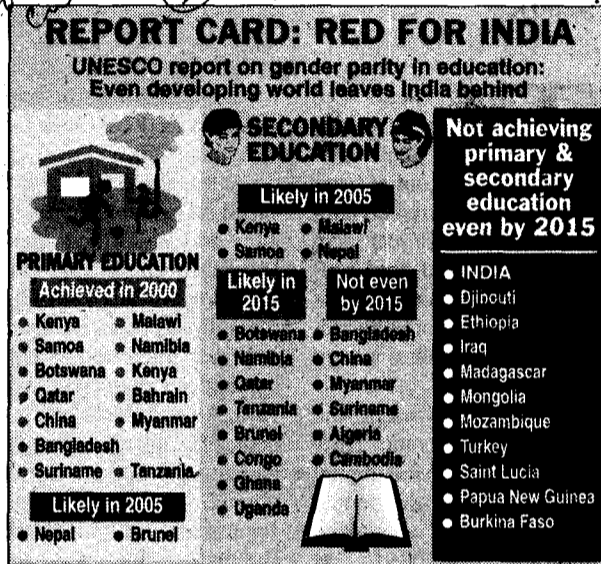 REPORT CARD: RED FOR INDIA
UNESCO report on gender parity in education:
Even developing world leaves India behind
PRIMARY EDUCATION
Achieved in 2000
• Kenya • Malawi
• Samoa • Namibia
• Botswana • Kenya
• Qatar • Bahrain
• China • Myanmar
• Bangladesh
• Suriname • Tanzania
Likely in 2005
• Nepal • Brunei
SECONDARY
EDUCATION
Likely in 2005
• Kenya • Malawi
• Samoa • Nepal
Likely in
2015
• Botswana
• Namibia
• Qatar
• Tanzania
• Brunei
• Congo
• Ghana
• Uganda
Not even
by 2015
• Bangladesh
• China
• Myanmar
• Suriname
• Algeria
• Cambodia
Not achieving
primary &
secondary
education
even by 2015
• INDIA
• Djibouti
• Ethiopia
• Iraq
• Madagascar
• Mongolia
• Mozambique
• Turkey
• Saint Lucia
• Papua New Guinea
• Burkina Faso